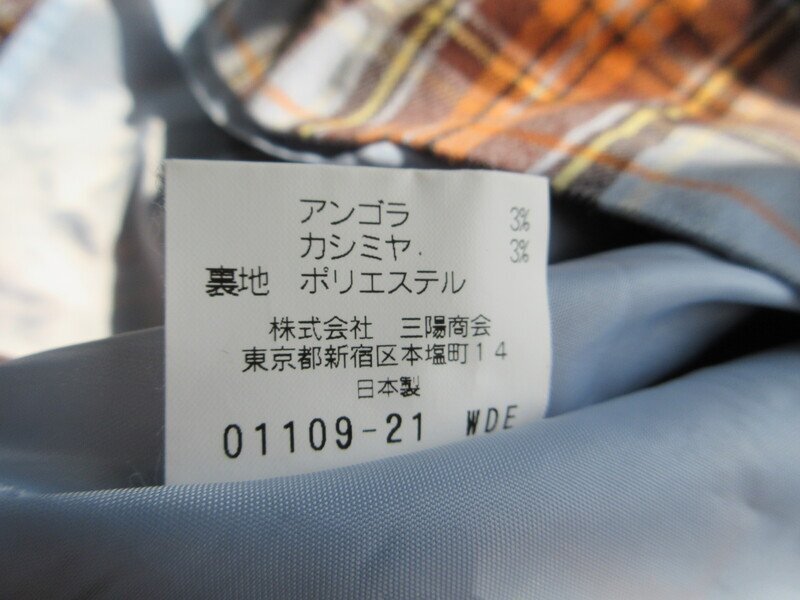 アンゴラ 3%
カシミヤ. 3%
裏地 ポリエステル
株式会社 三陽商会
東京都新宿区本塩町14
日本製
01109-21 WDE